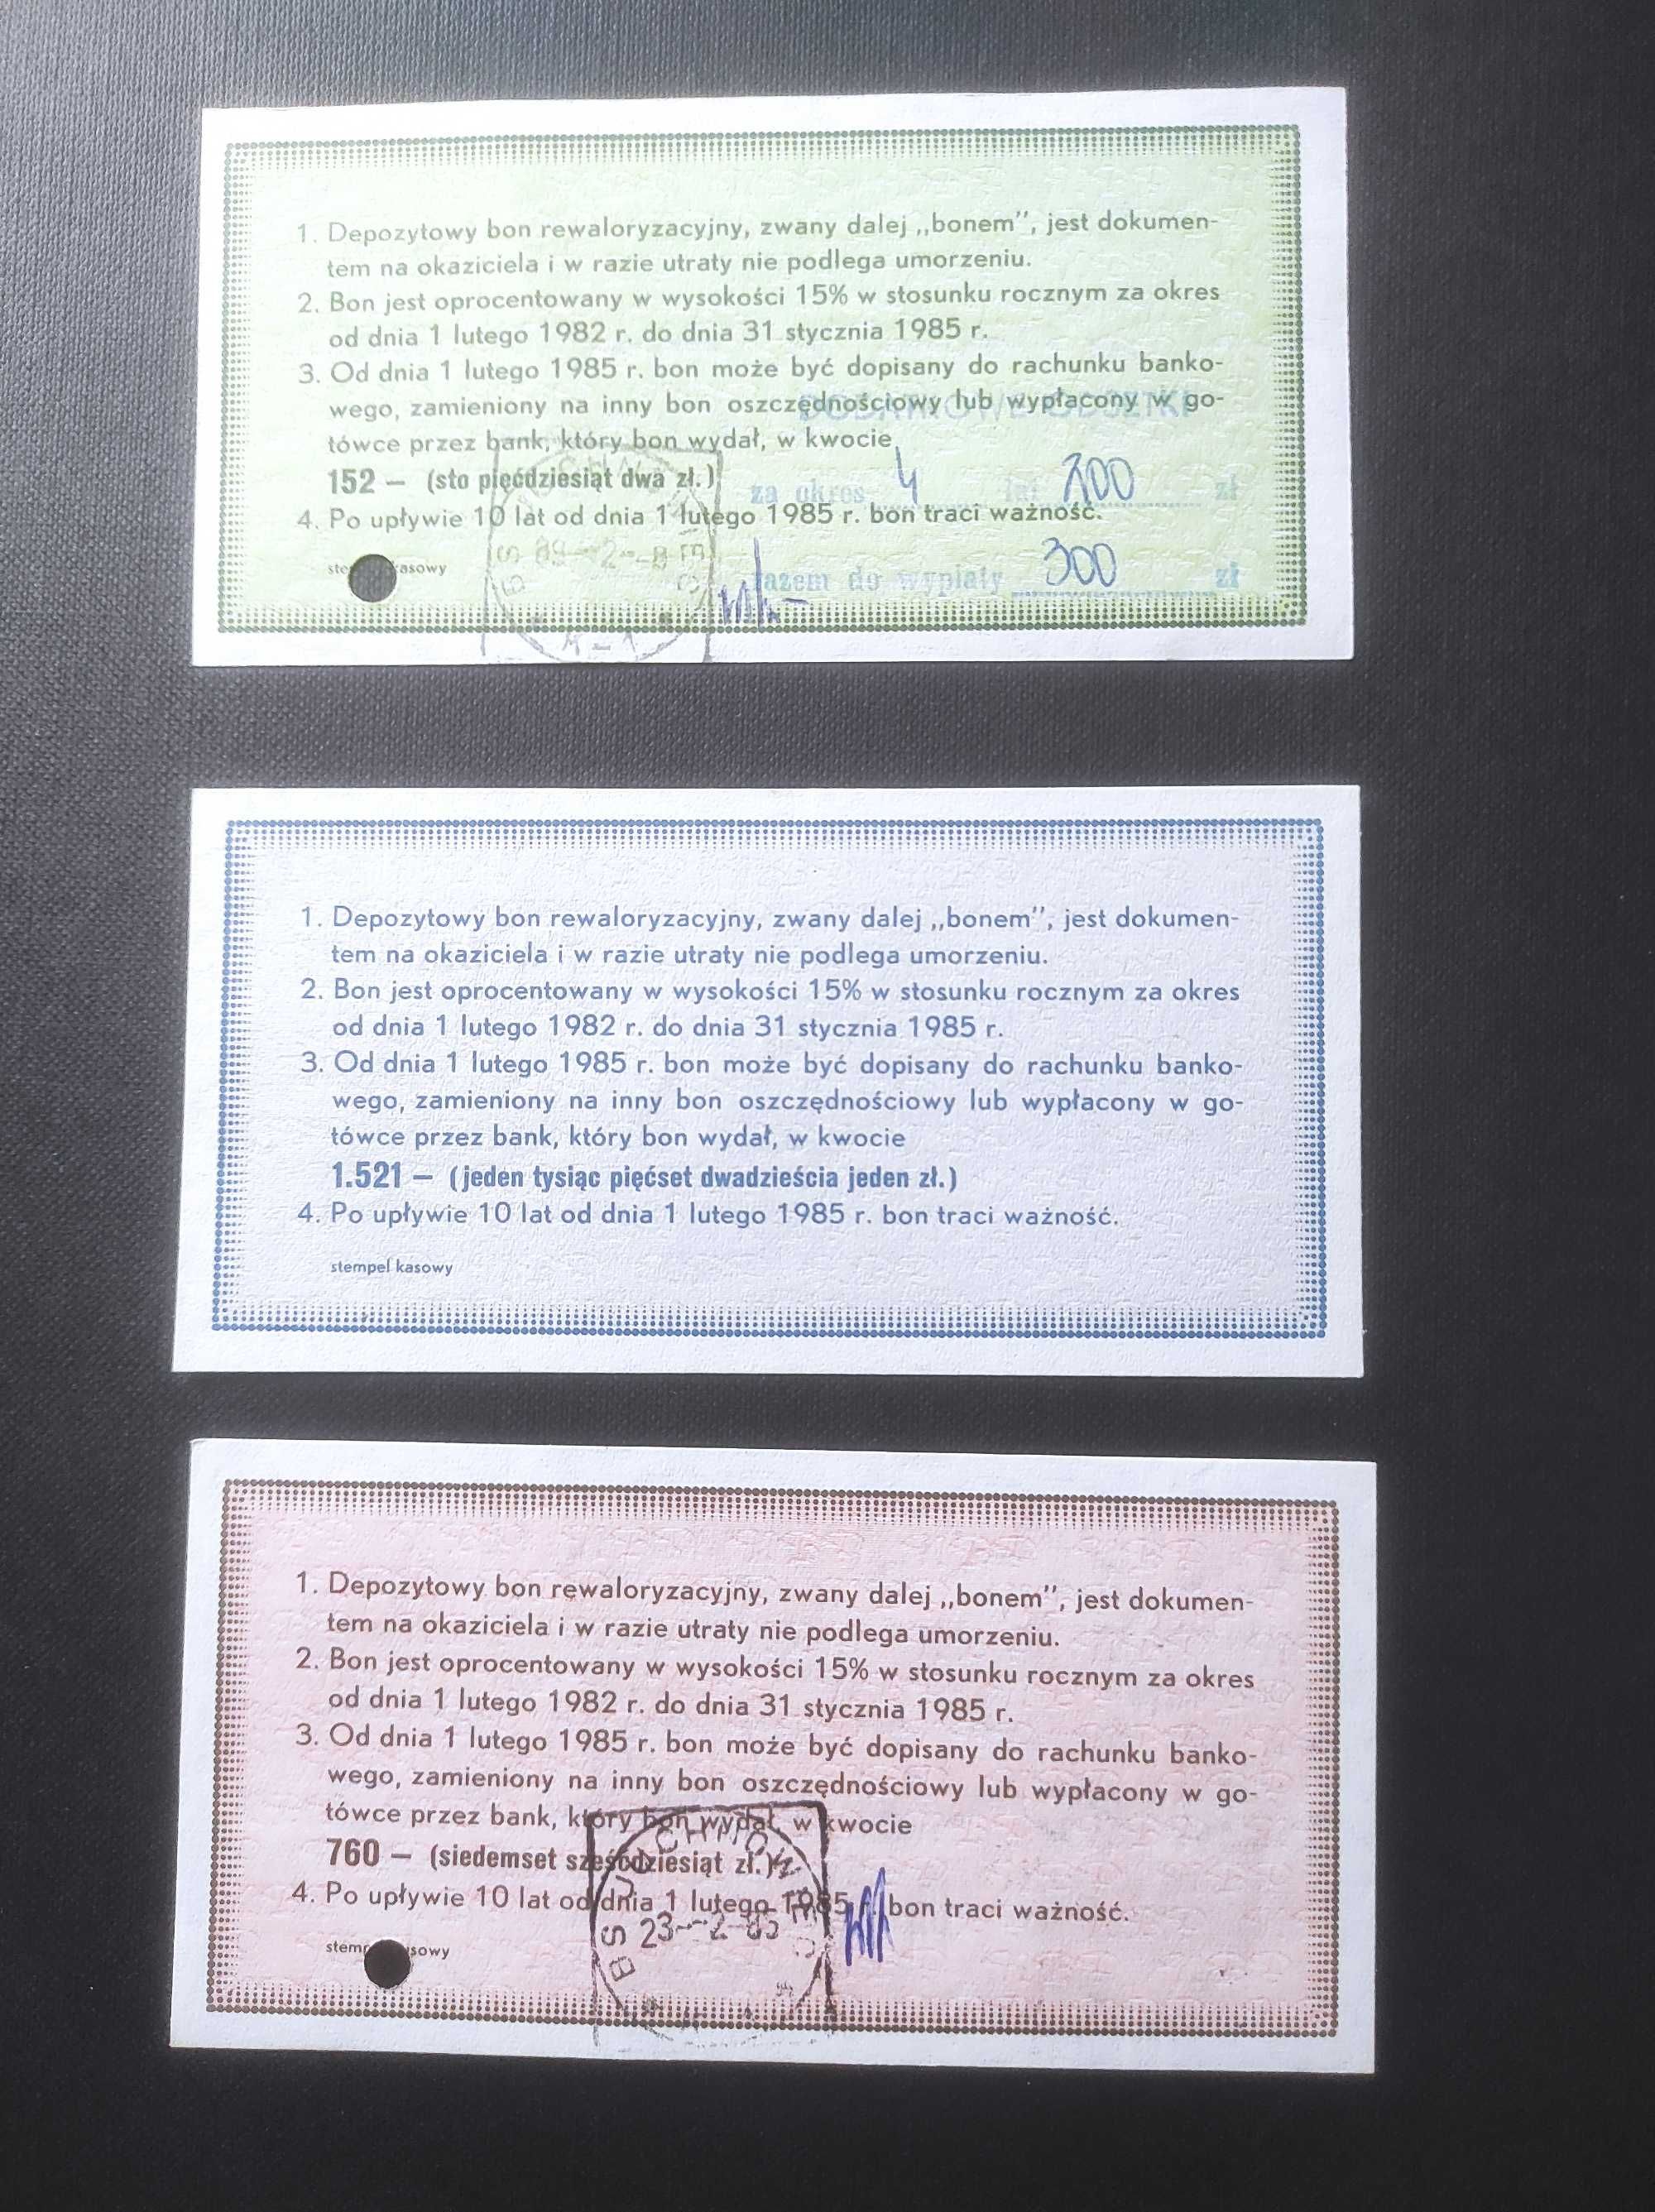 1. Depozytowy bon rewaloryzacyjny, zwany dalej ,,bonem'', jest dokumen-
tem na okaziciela i w razie utraty nie podlega umorzeniu.
2. Bon jest oprocentowany w wysokości 15% w stosunku rocznym za okres
od dnia 1 lutego 1982 r. do dnia 31 stycznia 1985 r.
3. Od dnia 1 lutego 1985 r. bon może być dopisany do rachunku banko-
wego, zamieniony na inny bon oszczędnościowy lub wypłacony w go-
tówce przez bank, który bon wydał, w kwocie
152 — (sto pięćdziesiąt dwa zł.)
za okres 4 lat zł
4. Po upływie 10 lat od dnia 1 lutego 1985 r. bon traci ważność.
kasowy
razem do wypłaty 300 zł
1. Depozytowy bon rewaloryzacyjny, zwany dalej ,,bonem'', jest dokumen-
tem na okaziciela i w razie utraty nie podlega umorzeniu.
2. Bon jest oprocentowany w wysokości 15% w stosunku rocznym za okres
od dnia 1 lutego 1982 r. do dnia 31 stycznia 1985 r.
3. Od dnia 1 lutego 1985 r. bon może być dopisany do rachunku banko-
wego, zamieniony na inny bon oszczędnościowy lub wypłacony w go-
tówce przez bank, który bon wydał, w kwocie
1.521 — (jeden tysiąc pięćset dwadzieścia jeden zł.)
4. Po upływie 10 lat od dnia 1 lutego 1985 r. bon traci ważność.
stempel kasowy
1. Depozytowy bon rewaloryzacyjny, zwany dalej ,,bonem'', jest dokumen-
tem na okaziciela i w razie utraty nie podlega umorzeniu.
2. Bon jest oprocentowany w wysokości 15% w stosunku rocznym za okres
od dnia 1 lutego 1982 r. do dnia 31 stycznia 1985 r.
3. Od dnia 1 lutego 1985 r. bon może być dopisany do rachunku banko-
wego, zamieniony na inny bon oszczędnościowy lub wypłacony w go-
tówce przez bank, który bon wydał, w kwocie
760 — (siedemset sześćdziesiąt zł.)
4. Po upływie 10 lat od dnia 1 lutego 1985 r. bon traci ważność.